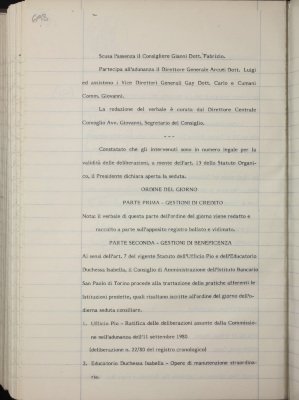 Scusa l'assenza il Consigliere Gianni Dott. Fabrizio.
Partecipa all'adunanza il Direttore Generale Arcuti Dott. Luigi
ed assistono i Vice Direttori Generali Gay Dott. Carlo e Cumani
Comm. Giovanni.
La redazione del verbale è curata dal Direttore Centrale
Consiglio Avv. Giovanni, Segretario del Consiglio.
---
Constatato che gli intervenuti sono in numero legale per la
validità delle deliberazioni, a mente dell'art. 13 dello Statuto Organi-
co, il Presidente dichiara aperta la seduta.
ORDINE DEL GIORNO
PARTE PRIMA - GESTIONI DI CREDITO
Nota: il verbale di questa parte dell'ordine del giorno viene redatto e
raccolto a parte sull'apposito registro bollato e vidimato.
PARTE SECONDA - GESTIONI DI BENEFICENZA
Ai sensi dell'art. 7 del vigente Statuto dell'Ufficio Pio e dell'Educatorio
Duchessa Isabella, il Consiglio di Amministrazione dell'Istituto Bancario
San Paolo di Torino procede alla trattazione delle pratiche afferenti le
istituzioni predette, quali risultano iscritte all'ordine del giorno dell'o-
dierna seduta consiliare.
1. Ufficio Pio - Ratifica delle deliberazioni assunte dalla Commissio-
ne nell'adunanza dell'11 settembre 1980
(deliberazione n. 22/80 del registro cronologico)
2. Educatorio Duchessa Isabella - Opere di manutenzione straordina-
ria.